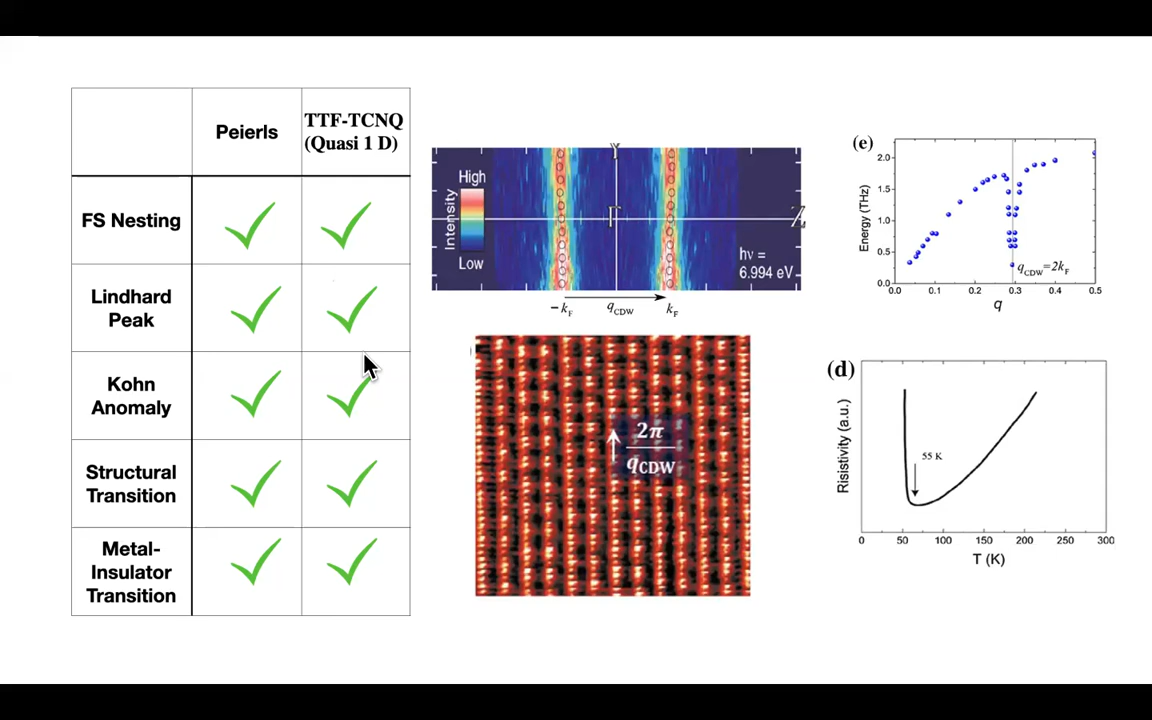 Peierls
TTF-TCNQ
(Quasi 1 D)
FS Nesting
Lindhard
Peak
Kohn
Anomaly
Structural
Transition
Metal-
Insulator
Transition
High
Intensity
Low
Y
Γ
Z
hν =
6.994 eV
− kF
qCDW
kF
2π
qCDW
(e)
Energy (THz)
2.0
1.5
1.0
0.5
0.0
qCDW=2kF
0.0 0.1 0.2 0.3 0.4 0.5
q
(d)
Risistivity (a.u.)
55 K
0 50 100 150 200 250 300
T (K)